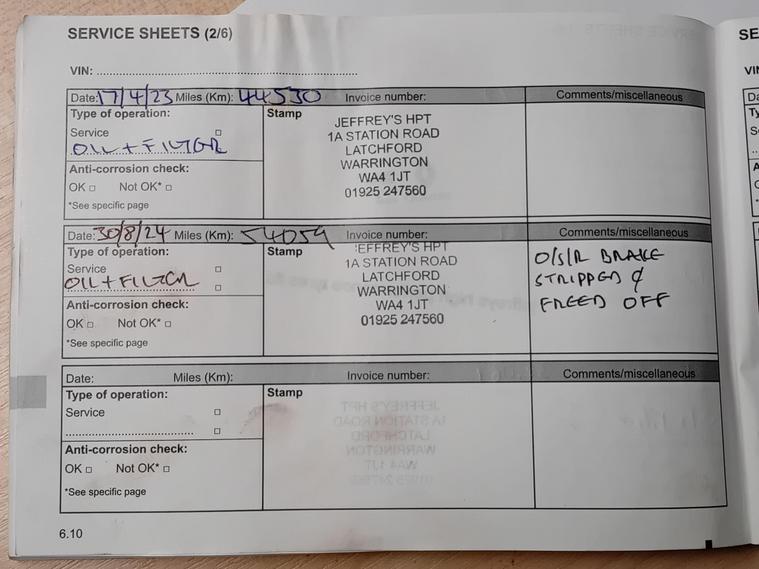 SERVICE SHEETS (2/6)
VIN:
Date: 17/4/23 Miles (Km): 44530 Invoice number: Comments/miscellaneous
Type of operation:
Service
OIL + FILTER
Anti-corrosion check:
OK Not OK*
*See specific page
Stamp
JEFFREY'S HPT
1A STATION ROAD
LATCHFORD
WARRINGTON
WA4 1JT
01925 247560
Date: 30/8/24 Miles (Km): 54059 Invoice number: Comments/miscellaneous
Type of operation:
Service
OIL + FILTER
Anti-corrosion check:
OK Not OK*
*See specific page
Stamp
JEFFREY'S HPT
1A STATION ROAD
LATCHFORD
WARRINGTON
WA4 1JT
01925 247560
O/S/R BRAKE
STRIPPED &
FREED OFF
Date: Miles (Km): Invoice number: Comments/miscellaneous
Type of operation:
Service
Anti-corrosion check:
OK Not OK*
*See specific page
Stamp
6.10